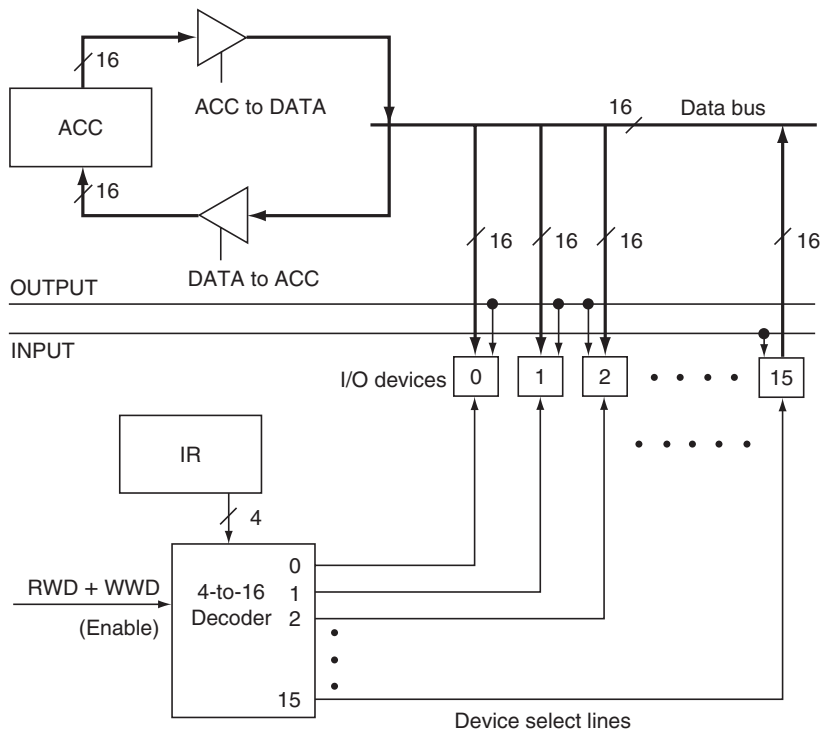 16
ACC to DATA
ACC
16
DATA to ACC
16
Data bus
16
16
16
16
OUTPUT
INPUT
I/O devices
0
1
2
15
IR
4
RWD + WWD
(Enable)
4-to-16
Decoder
0
1
2
15
Device select lines